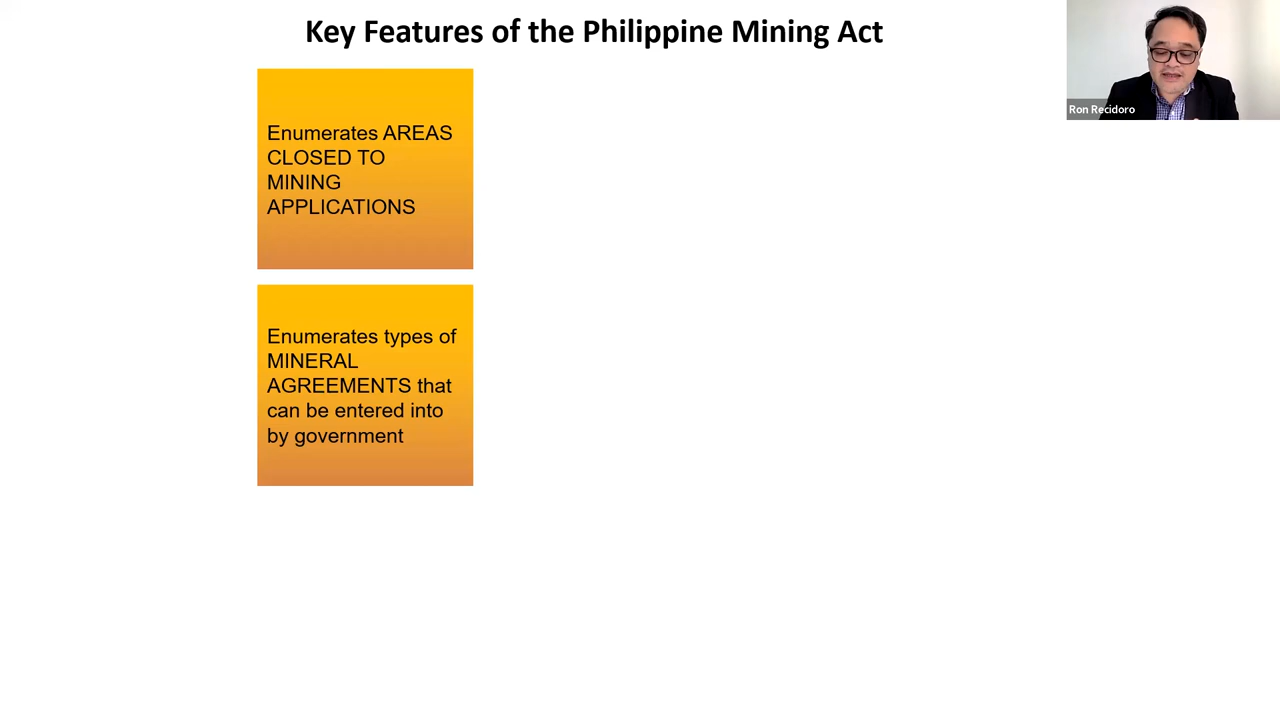 Key Features of the Philippine Mining Act
Ron Recidoro
Enumerates AREAS
CLOSED TO
MINING
APPLICATIONS
Enumerates types of
MINERAL
AGREEMENTS that
can be entered into
by government